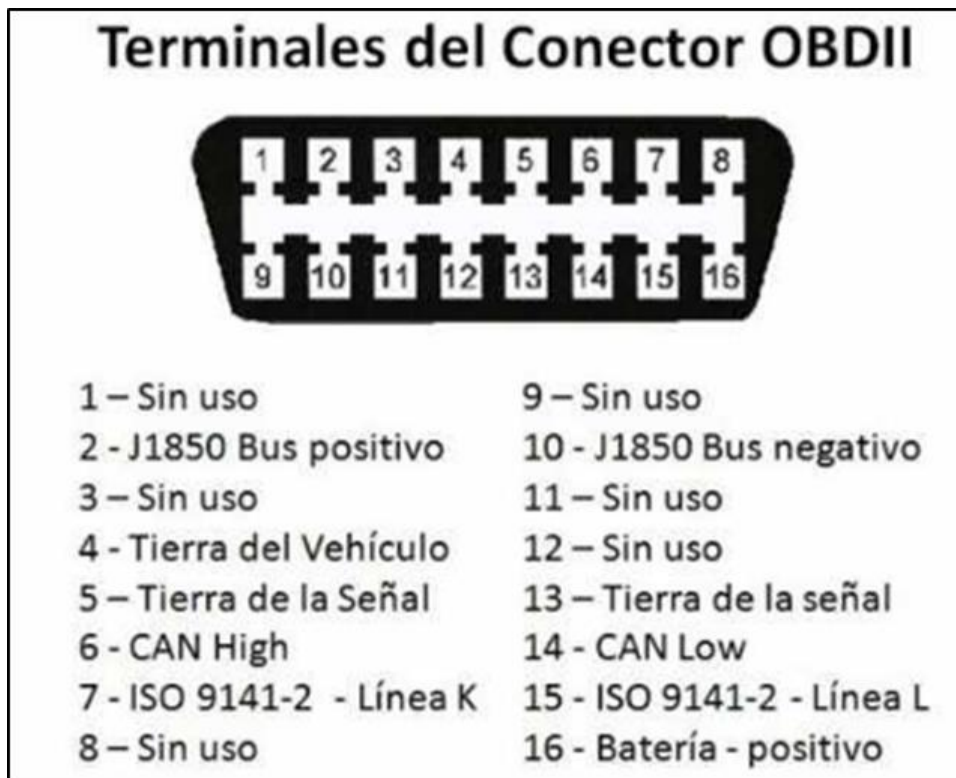 Terminales del Conector OBDII
1 2 3 4 5 6 7 8
9 10 11 12 13 14 15 16
1 – Sin uso
2 - J1850 Bus positivo
3 – Sin uso
4 - Tierra del Vehículo
5 – Tierra de la Señal
6 - CAN High
7 - ISO 9141-2 - Línea K
8 – Sin uso
9 – Sin uso
10 - J1850 Bus negativo
11 - Sin uso
12 – Sin uso
13 – Tierra de la señal
14 - CAN Low
15 - ISO 9141-2 - Línea L
16 - Batería - positivo